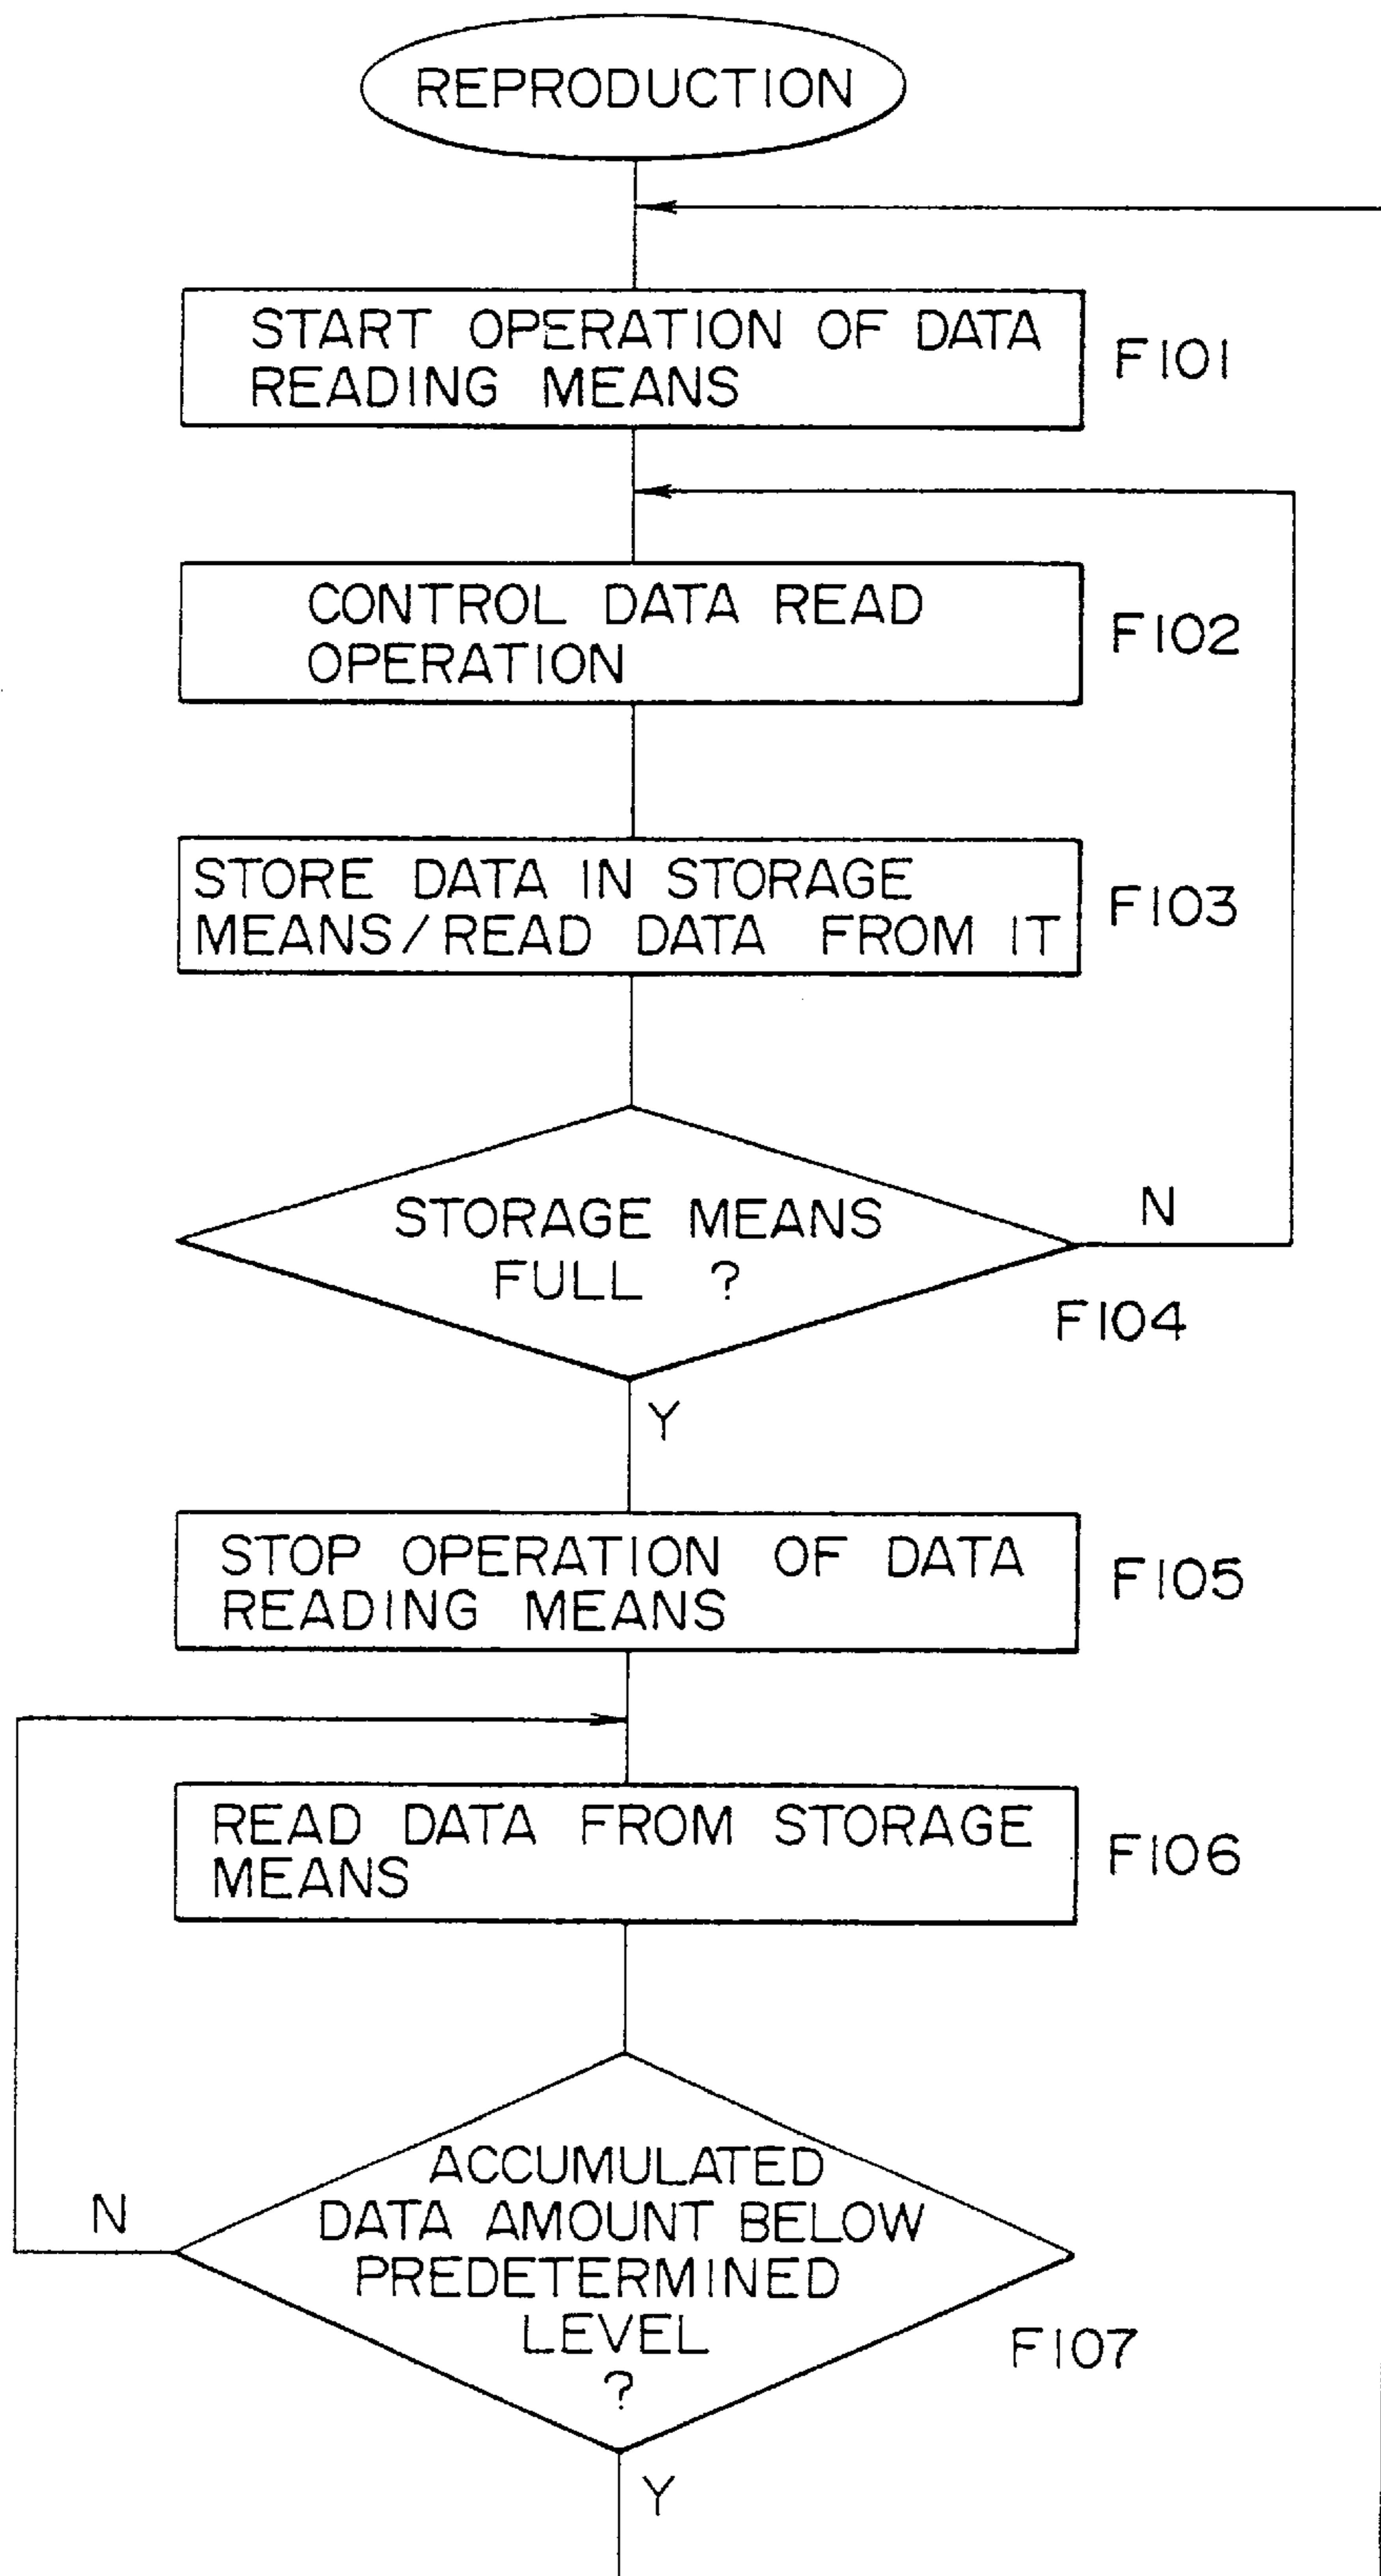 REPRODUCTION
START OPERATION OF DATA
READING MEANS
F101
CONTROL DATA READ
OPERATION
F102
STORE DATA IN STORAGE
MEANS/READ DATA FROM IT
F103
STORAGE MEANS
FULL ?
N
F104
Y
STOP OPERATION OF DATA
READING MEANS
F105
READ DATA FROM STORAGE
MEANS
F106
ACCUMULATED
DATA AMOUNT BELOW
PREDETERMINED
LEVEL
?
N
F107
Y